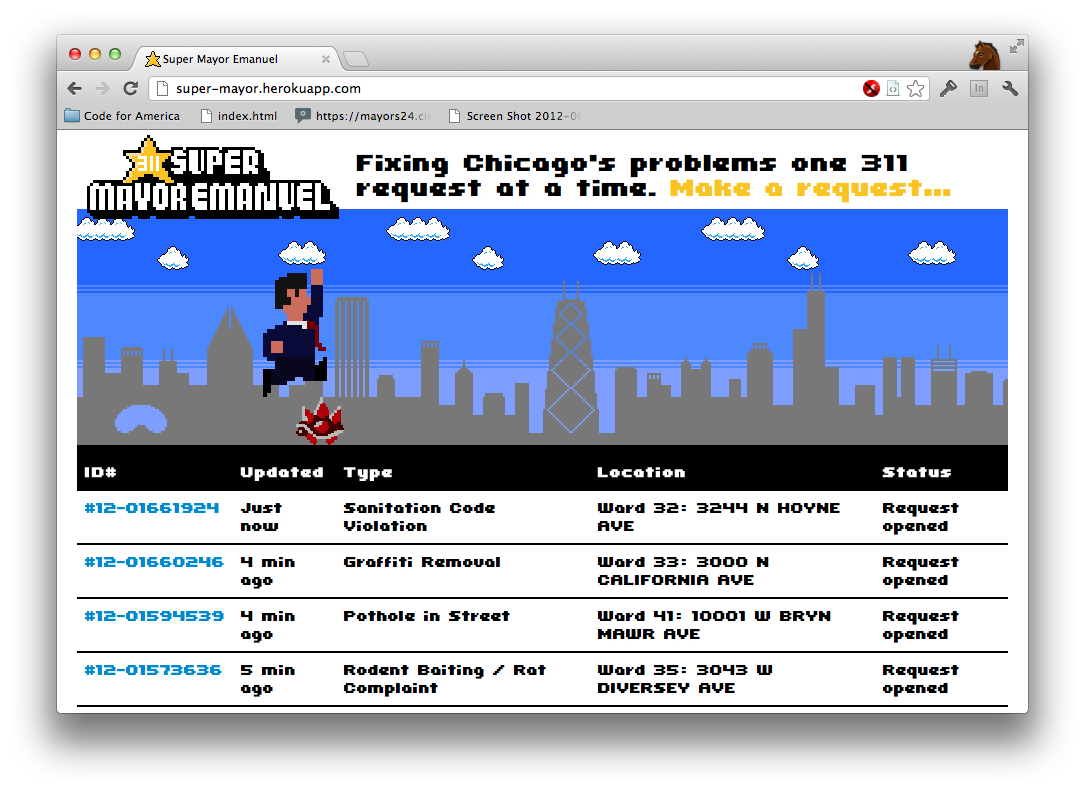 Super Mayor Emanuel
super-mayor.herokuapp.com
Code for America
index.html
https://mayors24.ci
Screen Shot 2012-0
311 SUPER
MAYOR EMANUEL
Fixing Chicago's problems one 311
request at a time. Make a request...
ID# Updated Type Location Status
#12-01661924 Just Sanitation Code Ward 32: 3244 N HOYNE Request
now Violation AVE opened
#12-01660246 4 min Graffiti Removal Ward 33: 3000 N Request
ago CALIFORNIA AVE opened
#12-01594539 4 min Pothole in Street Ward 41: 10001 W BRYN Request
ago MAWR AVE opened
#12-01573636 5 min Rodent Baiting / Rat Ward 35: 3043 W Request
ago Complaint DIVERSEY AVE opened